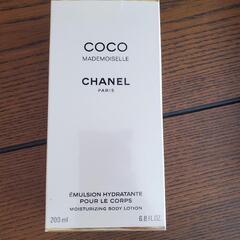 COCO
MADEMOISELLE
CHANEL
PARIS
ÉMULSION HYDRATANTE
POUR LE CORPS
MOISTURIZING BODY LOTION
200 ml 6.8 FL.OZ.